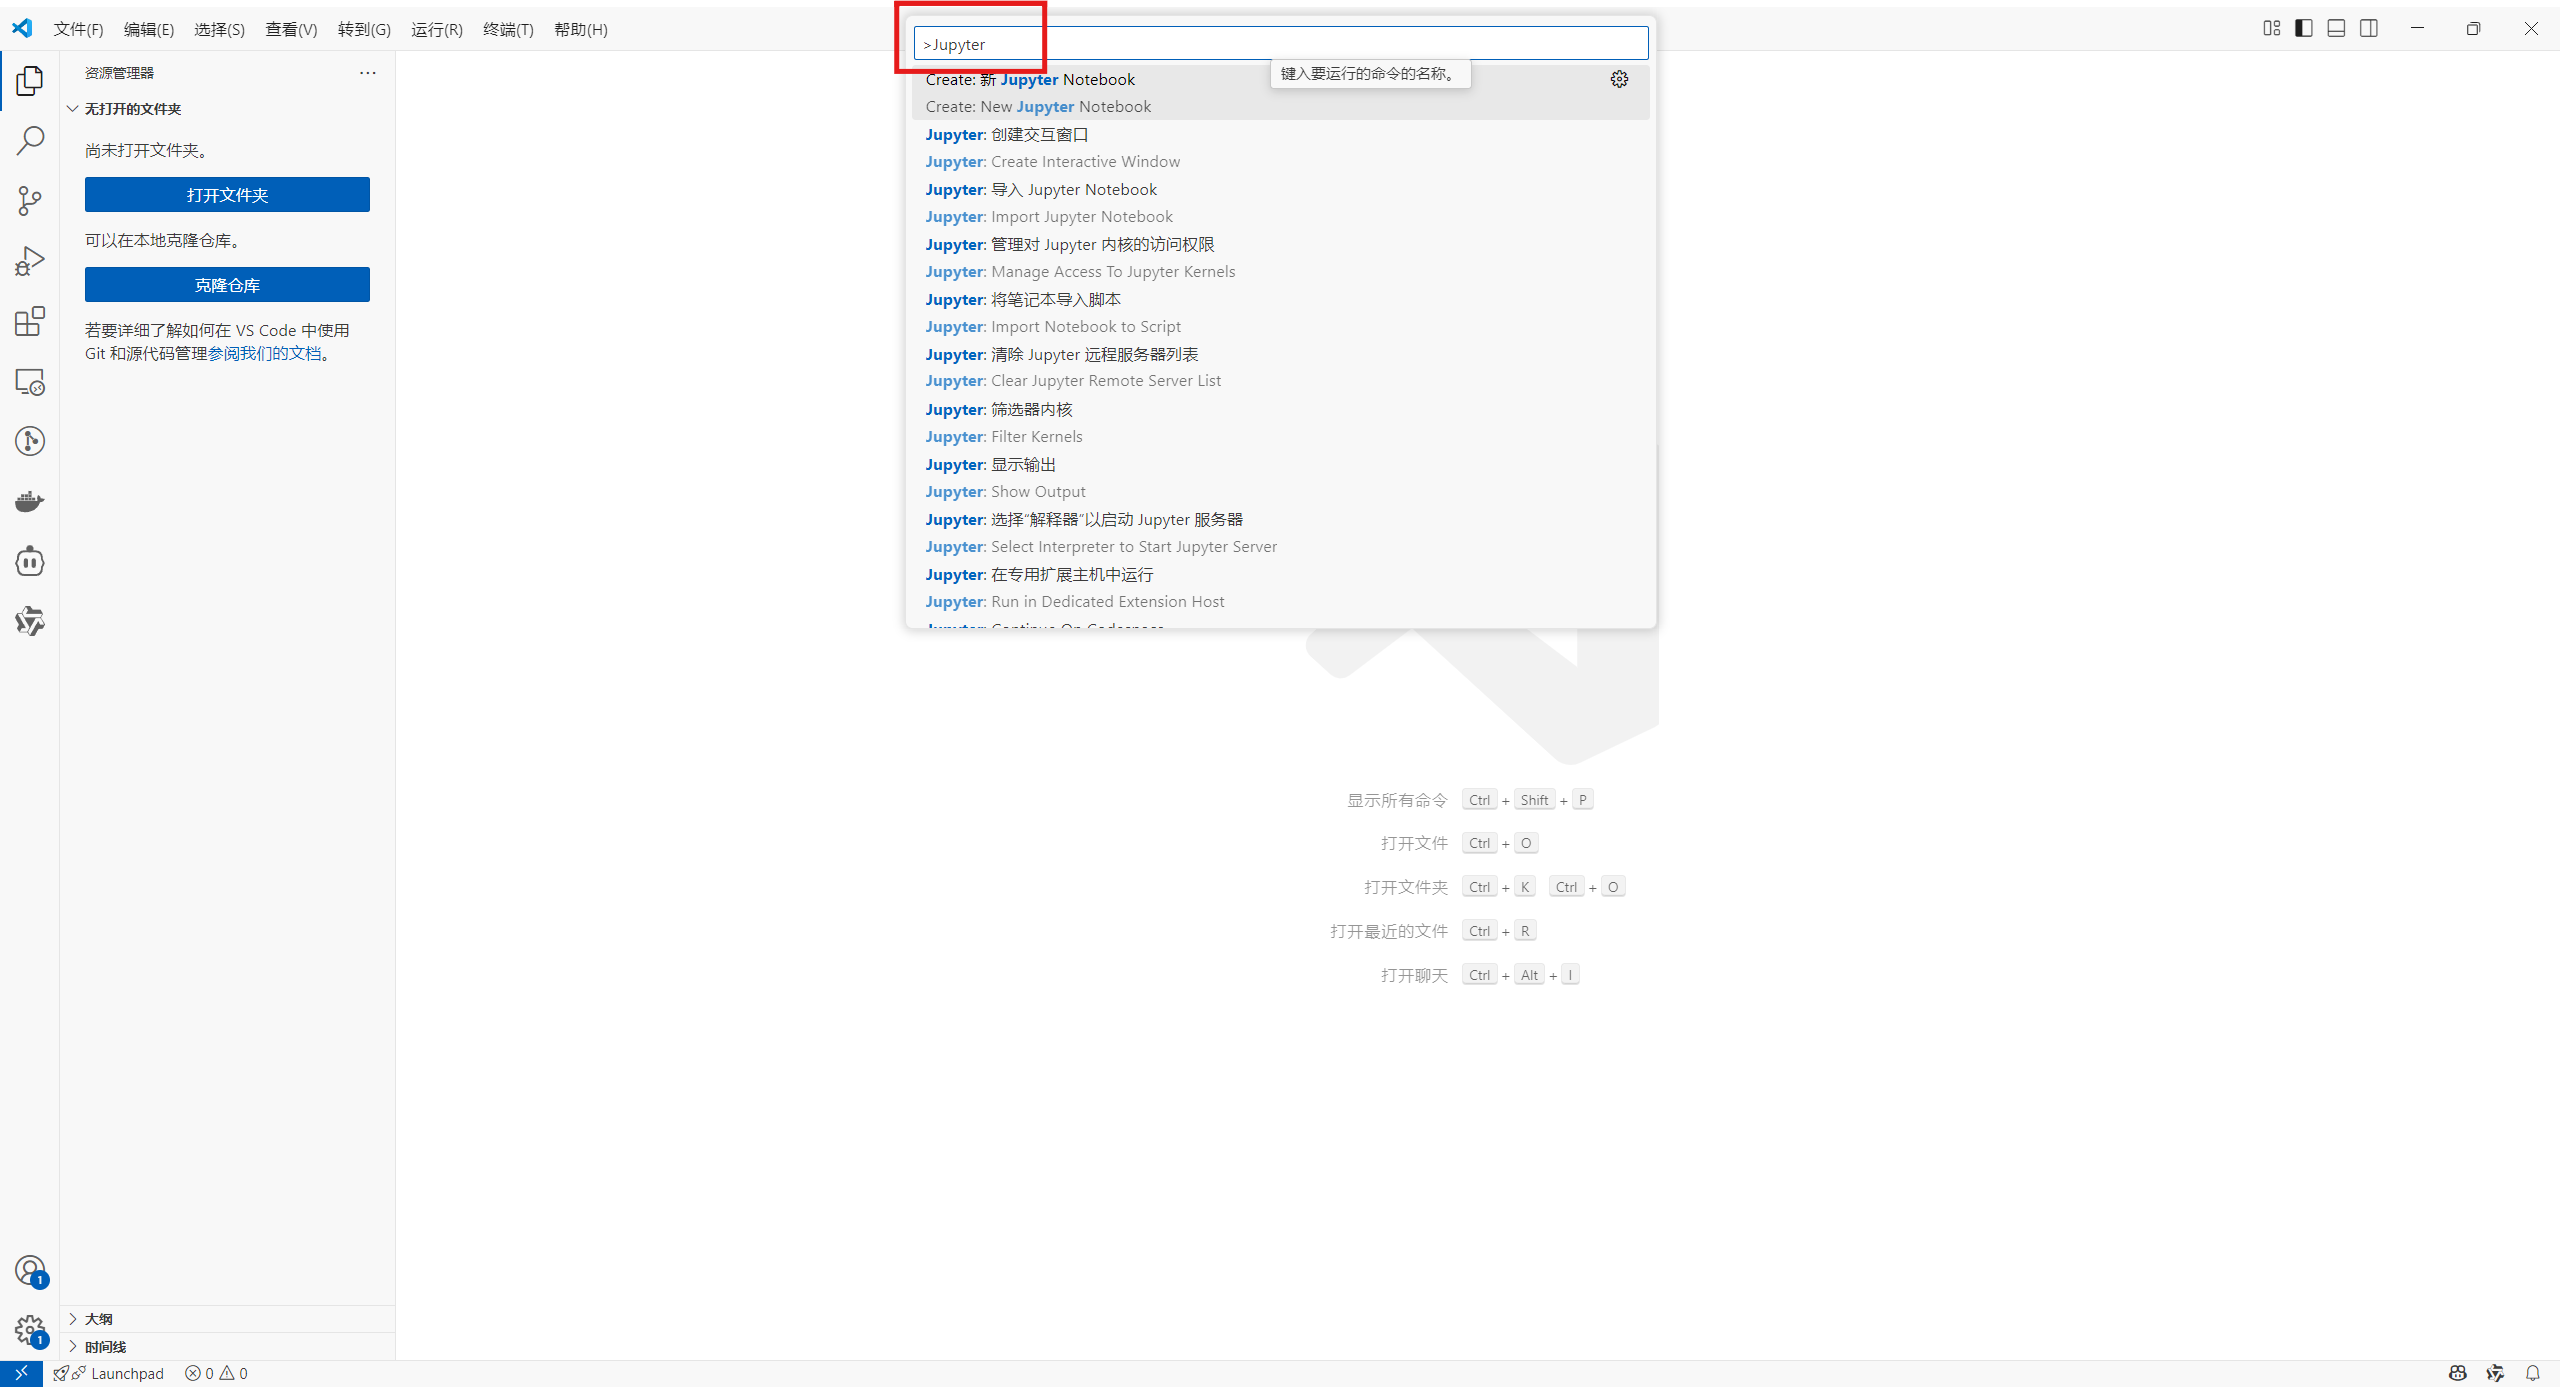 文件(F) 编辑(E) 选择(S) 查看(V) 转到(G) 运行(R) 终端(T) 帮助(H)
资源管理器
无打开的文件夹
尚未打开文件夹。
打开文件夹
可以在本地克隆仓库。
克隆仓库
若要详细了解如何在 VS Code 中使用
Git 和源代码管理参阅我们的文档。
>Jupyter
键入要运行的命令的名称。
Create: 新 Jupyter Notebook
Create: New Jupyter Notebook
Jupyter: 创建交互窗口
Jupyter: Create Interactive Window
Jupyter: 导入 Jupyter Notebook
Jupyter: Import Jupyter Notebook
Jupyter: 管理对 Jupyter 内核的访问权限
Jupyter: Manage Access To Jupyter Kernels
Jupyter: 将笔记本导入脚本
Jupyter: Import Notebook to Script
Jupyter: 清除 Jupyter 远程服务器列表
Jupyter: Clear Jupyter Remote Server List
Jupyter: 筛选器内核
Jupyter: Filter Kernels
Jupyter: 显示输出
Jupyter: Show Output
Jupyter: 选择“解释器”以启动 Jupyter 服务器
Jupyter: Select Interpreter to Start Jupyter Server
Jupyter: 在专用扩展主机中运行
Jupyter: Run in Dedicated Extension Host
Jupyter: Continue On Codespace
显示所有命令 Ctrl + Shift + P
打开文件 Ctrl + O
打开文件夹 Ctrl + K Ctrl + O
打开最近的文件 Ctrl + R
打开聊天 Ctrl + Alt + I
1
1
大纲
时间线
Launchpad 0 0